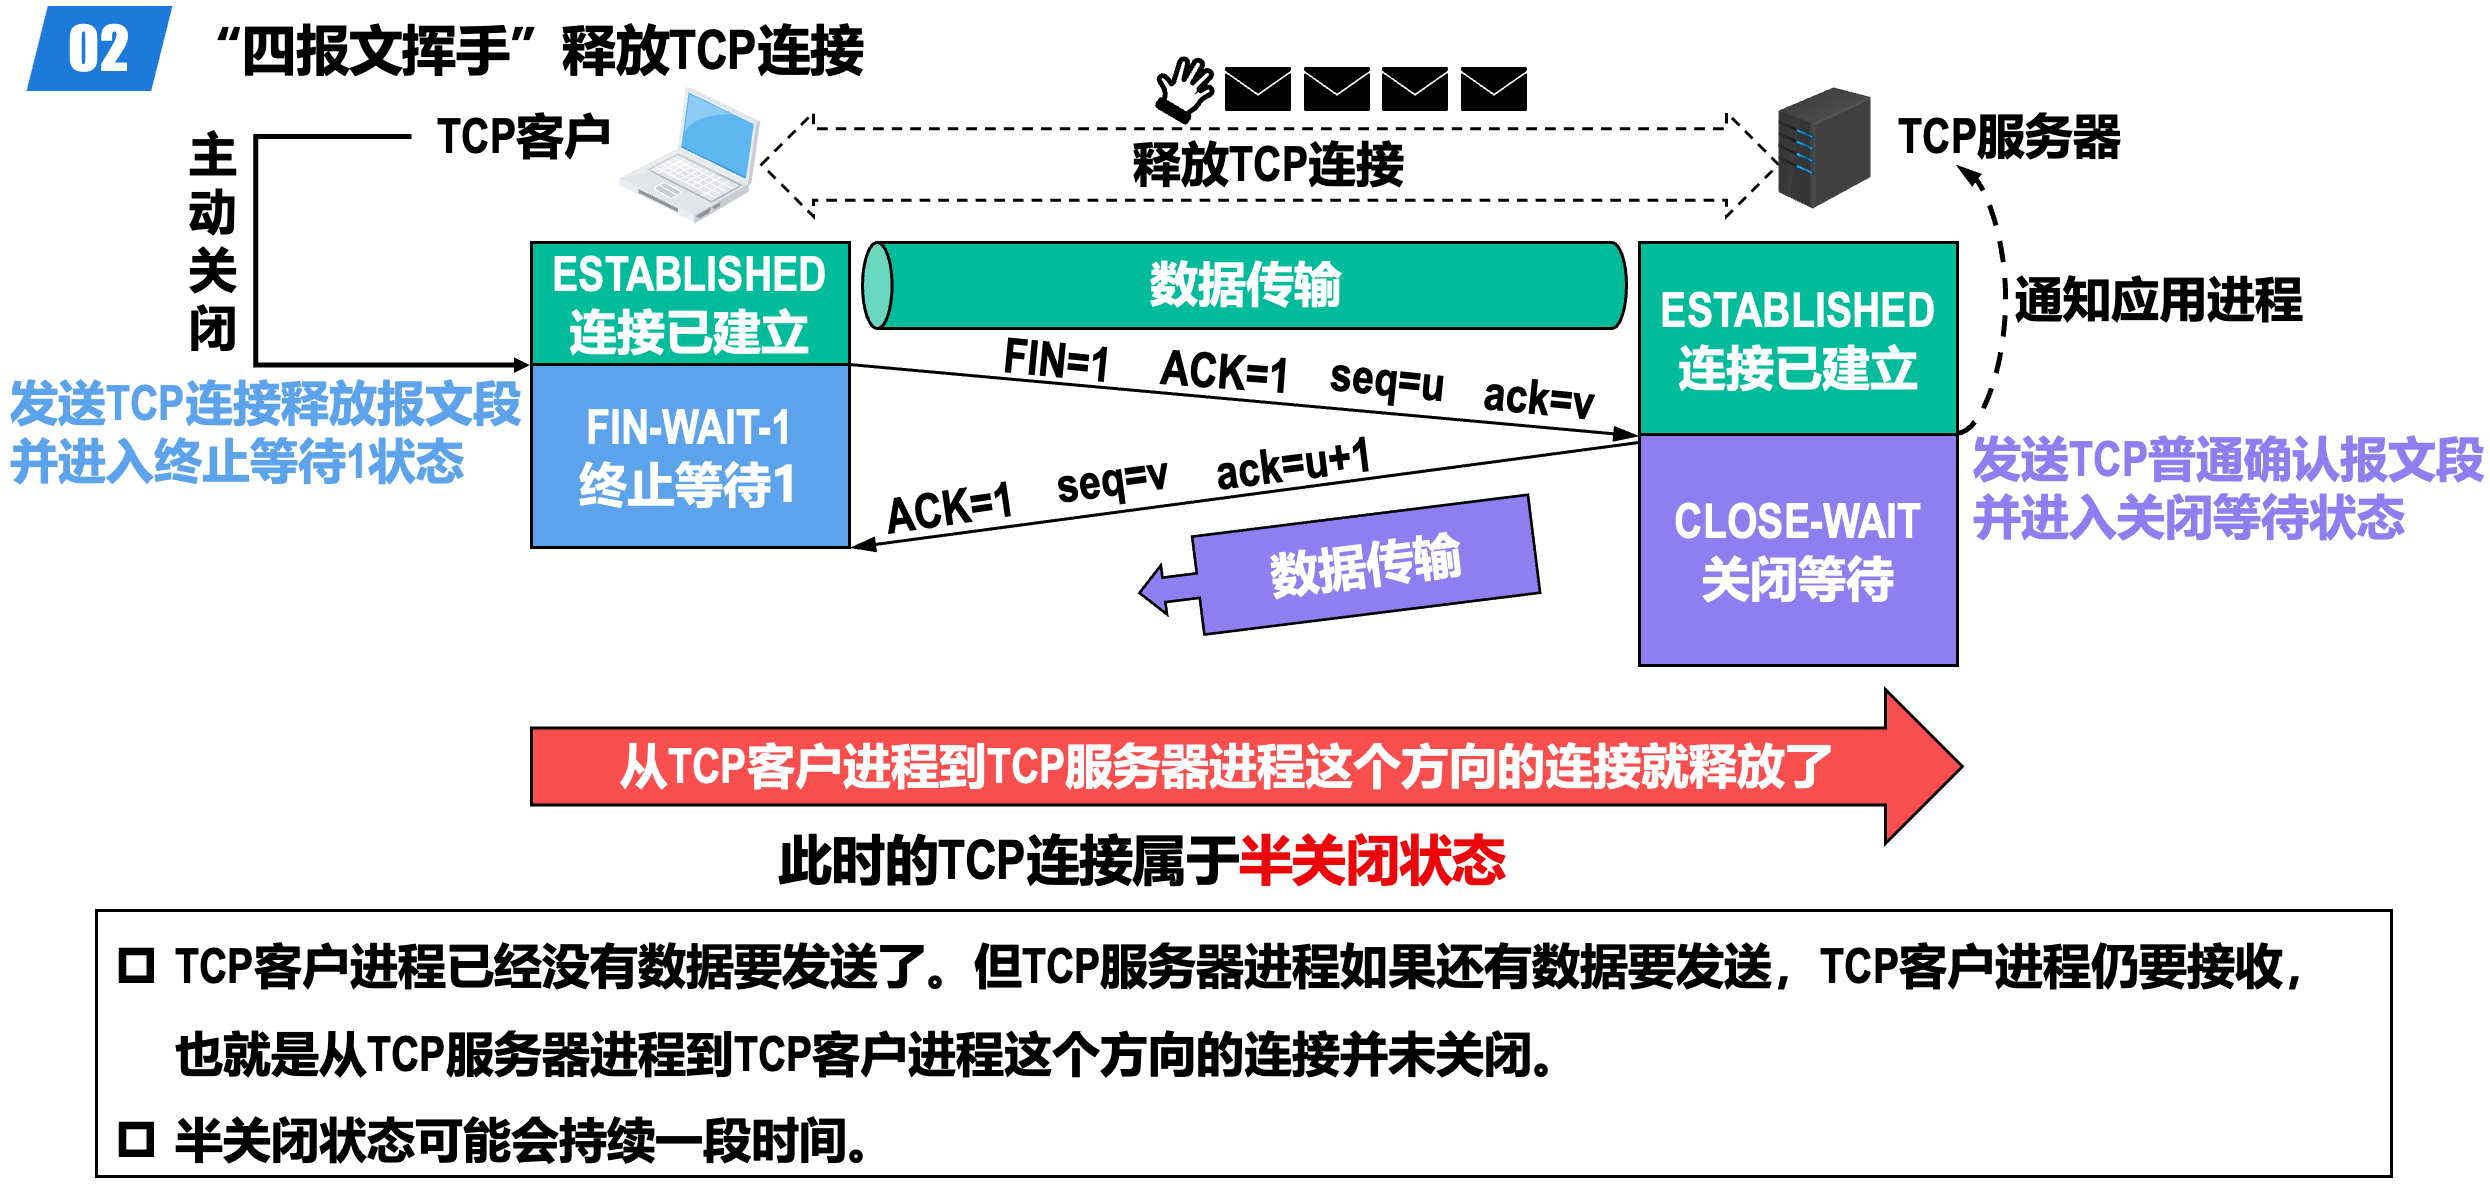 02
“四报文挥手”释放TCP连接
TCP客户
释放TCP连接
TCP服务器
主动关闭
ESTABLISHED
连接已建立
数据传输
ESTABLISHED
连接已建立
通知应用进程
FIN=1 ACK=1 seq=u ack=v
发送TCP连接释放报文段
并进入终止等待1状态
FIN-WAIT-1
终止等待1
ACK=1 seq=v ack=u+1
发送TCP普通确认报文段
并进入关闭等待状态
CLOSE-WAIT
关闭等待
数据传输
从TCP客户进程到TCP服务器进程这个方向的连接就释放了
此时的TCP连接属于半关闭状态
TCP客户进程已经没有数据要发送了。但TCP服务器进程如果还有数据要发送，TCP客户进程仍要接收，
也就是从TCP服务器进程到TCP客户进程这个方向的连接并未关闭。
半关闭状态可能会持续一段时间。